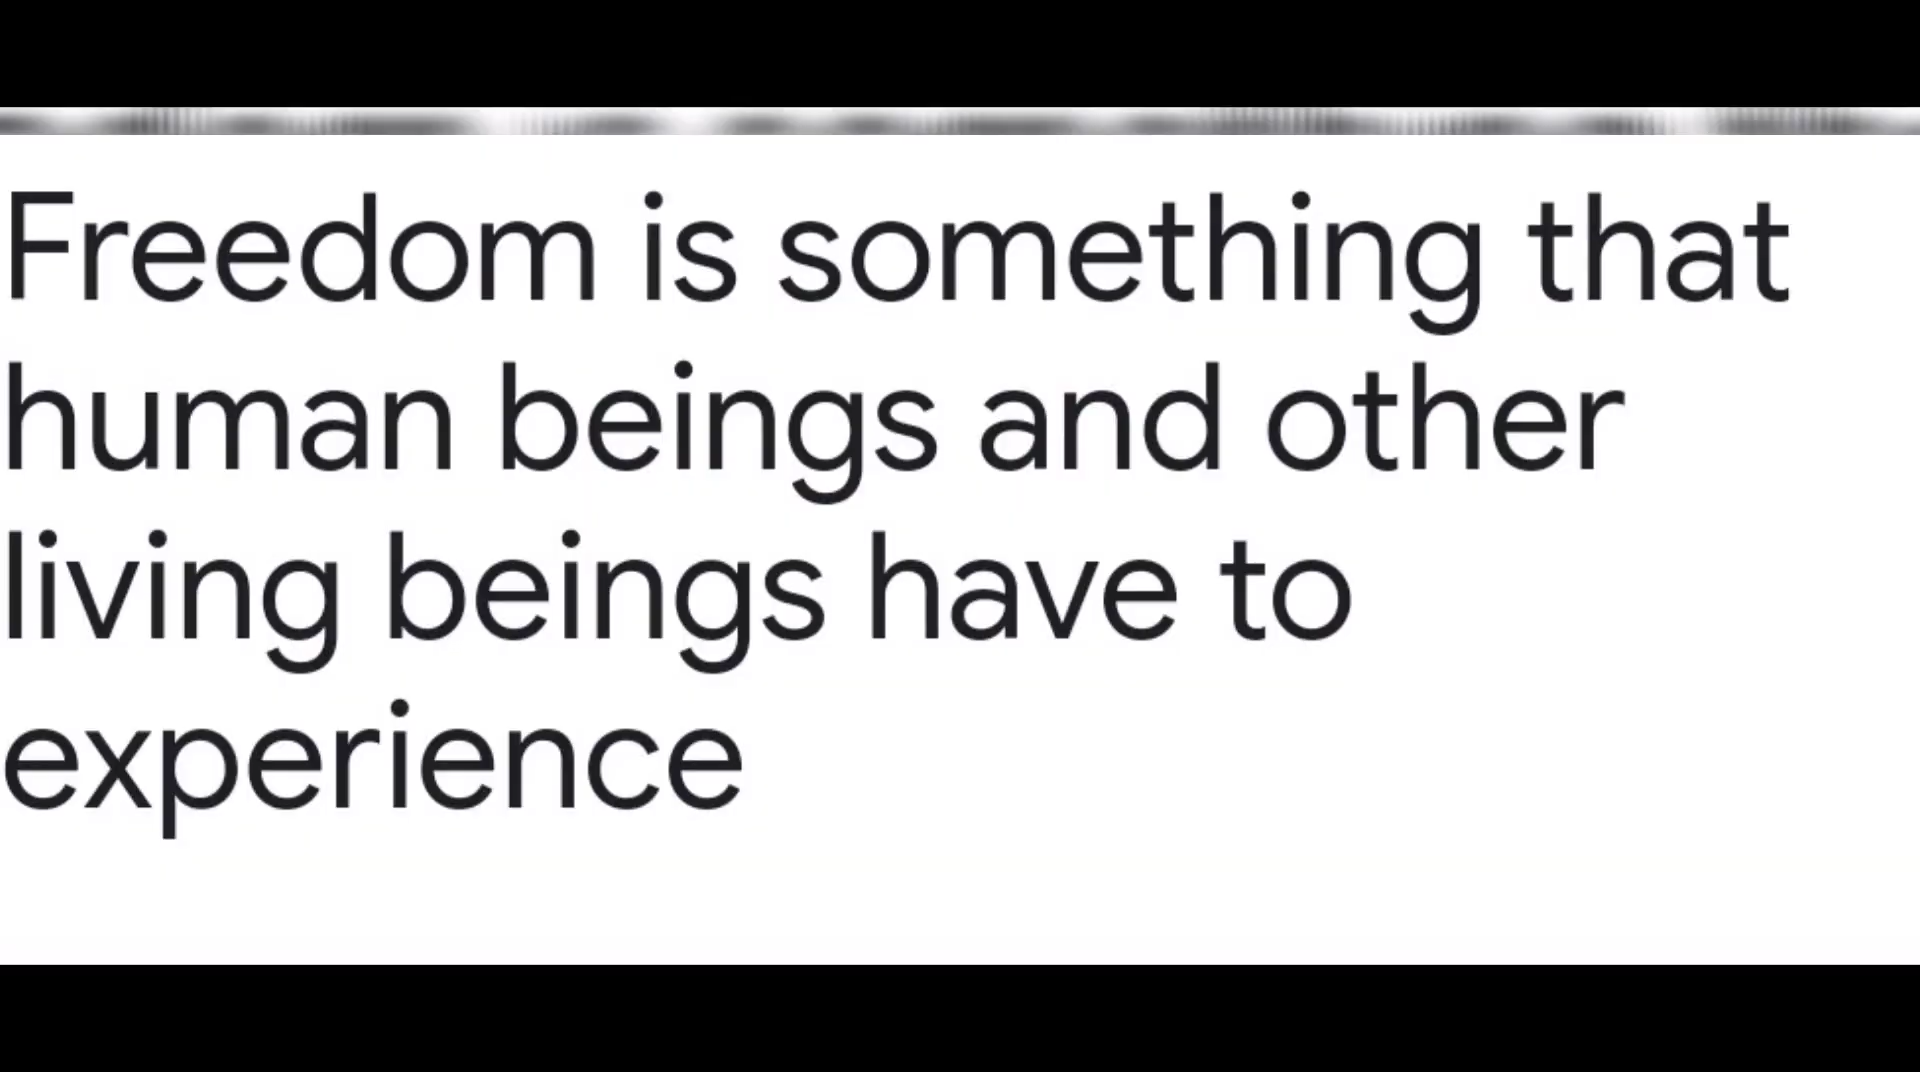 Freedom is something that
human beings and other
living beings have to
experience